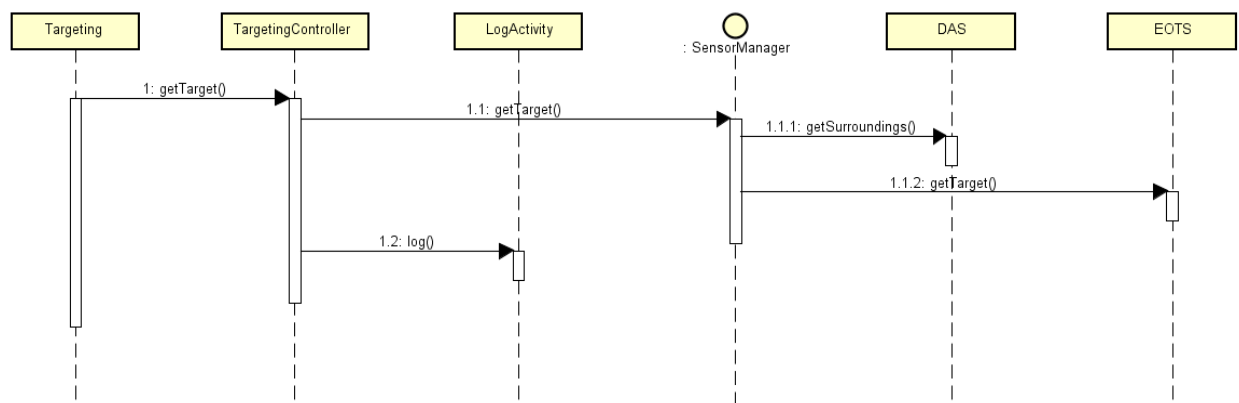 Targeting
TargetingController
LogActivity
: SensorManager
DAS
EOTS
1: getTarget()
1.1: getTarget()
1.1.1: getSurroundings()
1.1.2: getTarget()
1.2: log()